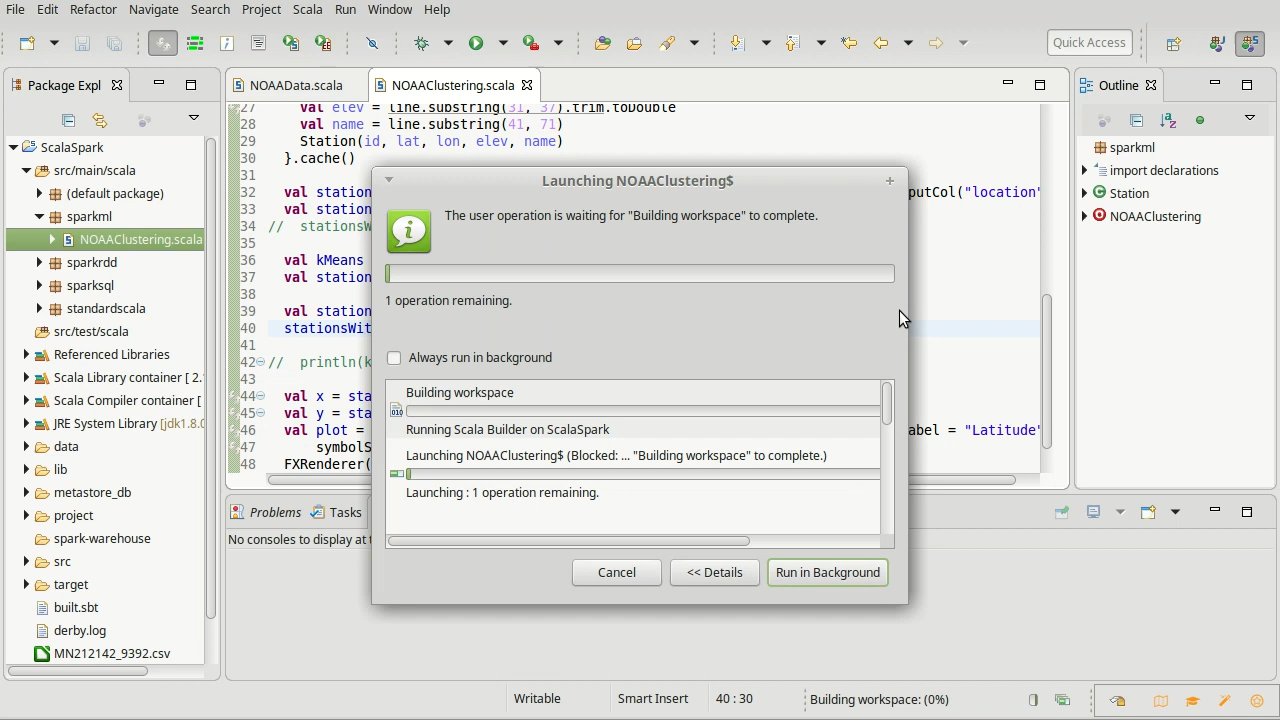 File Edit Refactor Navigate Search Project Scala Run Window Help
Quick Access
Package Expl
NOAAData.scala
NOAAClustering.scala
Outline
ScalaSpark
src/main/scala
(default package)
sparkml
NOAAClustering.scala
sparkrdd
sparksql
standardscala
src/test/scala
Referenced Libraries
Scala Library container [ 2.
Scala Compiler container [
JRE System Library [jdk1.8.0
data
lib
metastore_db
project
spark-warehouse
src
target
built.sbt
derby.log
MN212142_9392.csv
27 val elev = line.substring(31, 37).trim.toDouble
28 val name = line.substring(41, 71)
29 Station(id, lat, lon, elev, name)
30 }.cache()
31
32 val station putCol("location"
33 val station
34 // stationsW
35
36 val kMeans
37 val station
38
39 val station
40 stationsWit
41
42 // println(k
43
44 val x = sta
45 val y = sta
46 val plot = abel = "Latitude"
47 symbolS
48 FXRenderer(
Launching NOAAClustering$
The user operation is waiting for "Building workspace" to complete.
1 operation remaining.
Always run in background
Building workspace
010
Running Scala Builder on ScalaSpark
Launching NOAAClustering$ (Blocked: ... "Building workspace" to complete.)
Launching : 1 operation remaining.
Cancel
<< Details
Run in Background
sparkml
import declarations
Station
NOAAClustering
Problems
Tasks
No consoles to display at
Writable
Smart Insert
40 : 30
Building workspace: (0%)